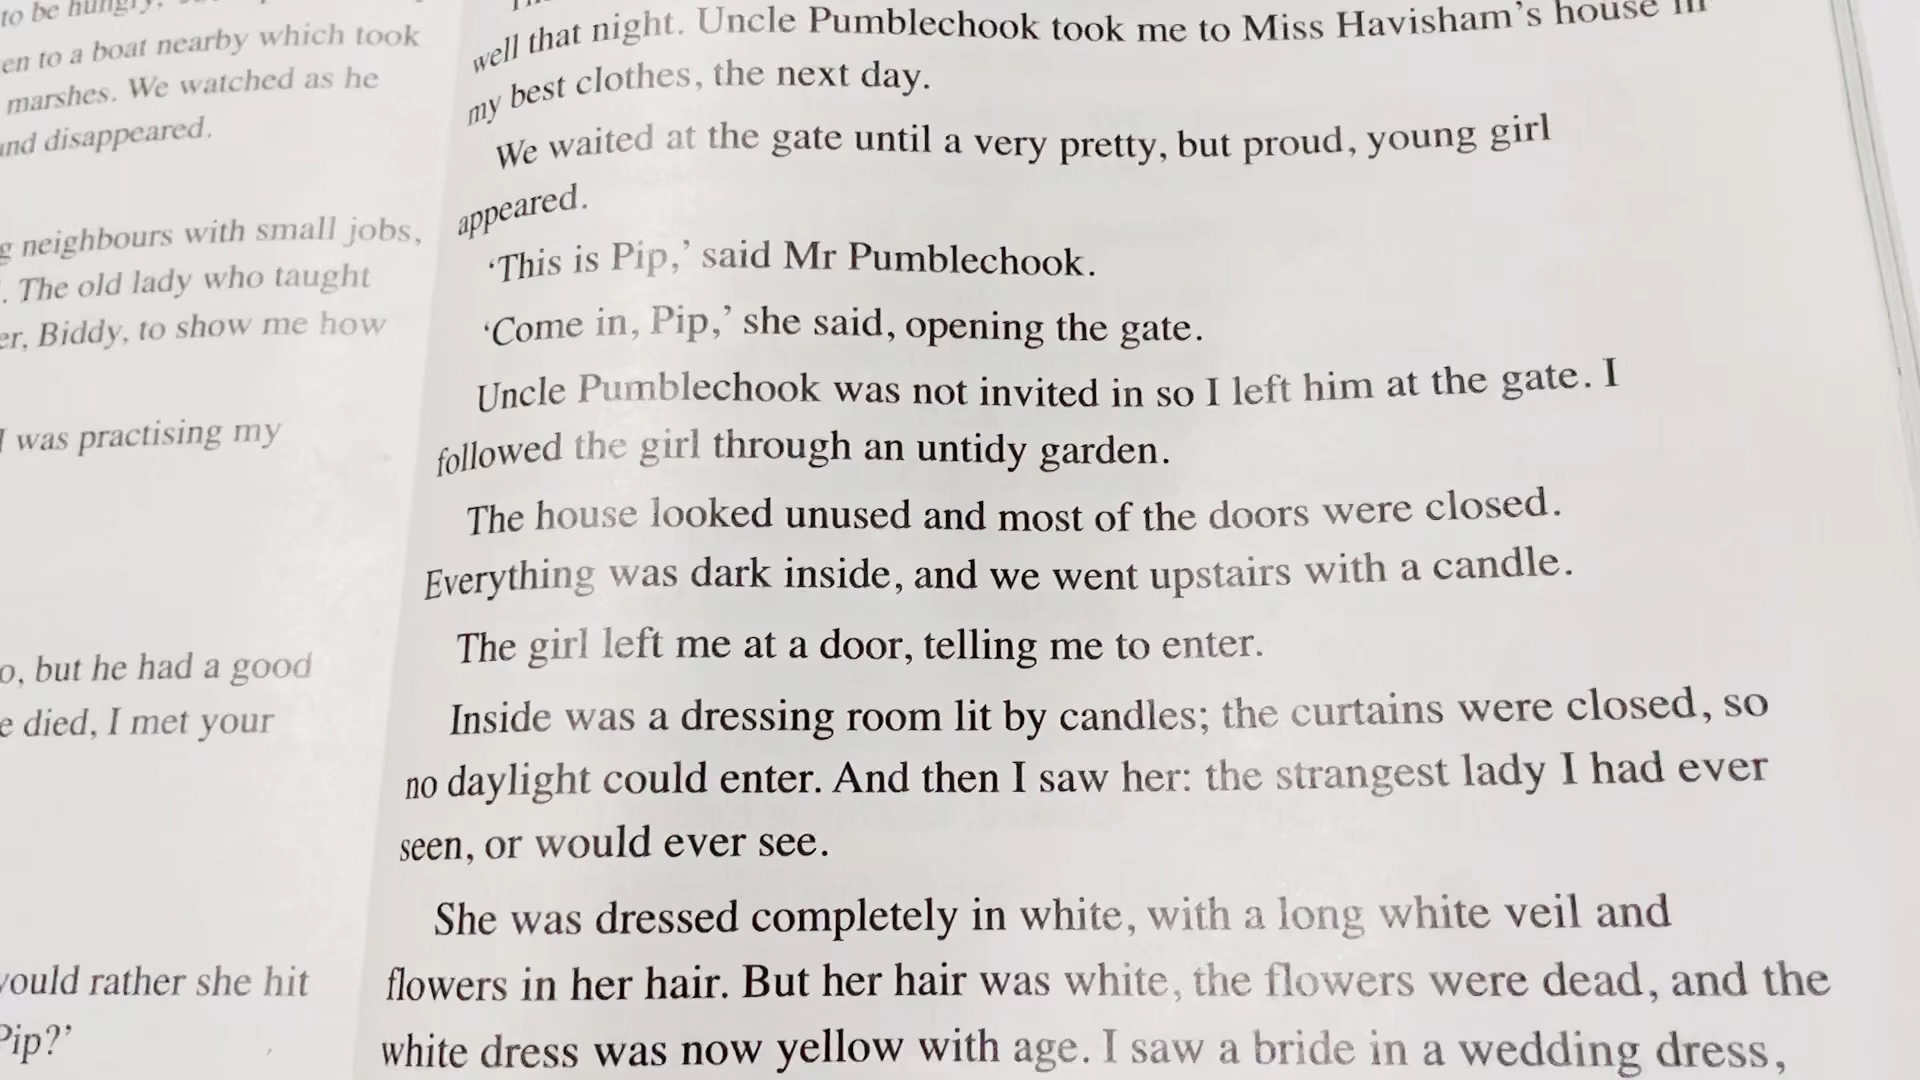 to be hungry,
en to a boat nearby which took
marshes. We watched as he
and disappeared.
g neighbours with small jobs,
. The old lady who taught
er, Biddy, to show me how
I was practising my
o, but he had a good
e died, I met your
would rather she hit
Pip?’
well that night. Uncle Pumblechook took me to Miss Havisham’s house in
my best clothes, the next day.
We waited at the gate until a very pretty, but proud, young girl
appeared.
‘This is Pip,’ said Mr Pumblechook.
‘Come in, Pip,’ she said, opening the gate.
Uncle Pumblechook was not invited in so I left him at the gate. I
followed the girl through an untidy garden.
The house looked unused and most of the doors were closed.
Everything was dark inside, and we went upstairs with a candle.
The girl left me at a door, telling me to enter.
Inside was a dressing room lit by candles; the curtains were closed, so
no daylight could enter. And then I saw her: the strangest lady I had ever
seen, or would ever see.
She was dressed completely in white, with a long white veil and
flowers in her hair. But her hair was white, the flowers were dead, and the
white dress was now yellow with age. I saw a bride in a wedding dress,